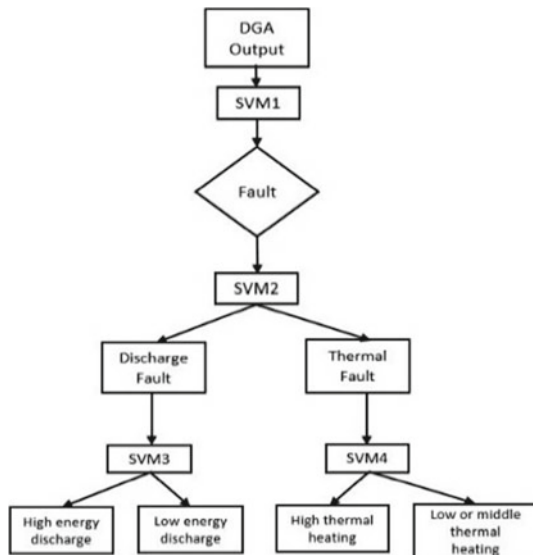 DGA
Output
SVM1
Fault
SVM2
Discharge
Fault
Thermal
Fault
SVM3
SVM4
High energy
discharge
Low energy
discharge
High thermal
heating
Low or middle
thermal
heating